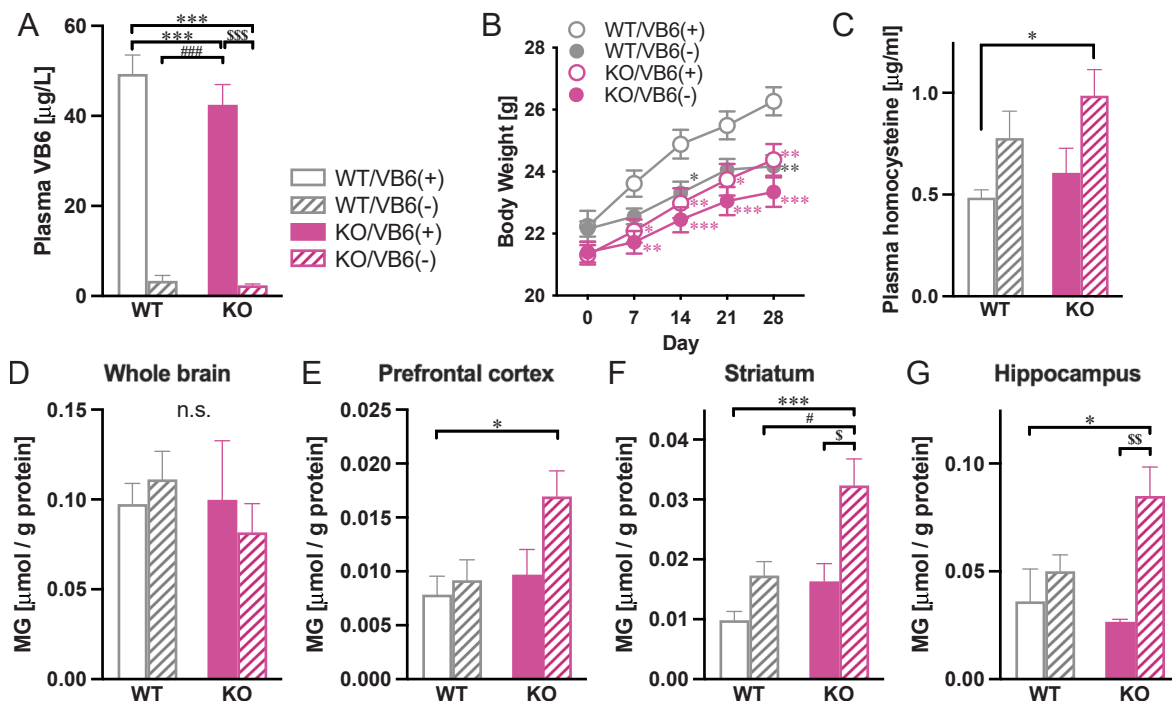 A
Plasma VB6 [μg/L]
60
40
20
0
***
***
$$$
###
WT
KO
WT/VB6(+)
WT/VB6(-)
KO/VB6(+)
KO/VB6(-)
B
Body Weight [g]
28
26
24
22
20
WT/VB6(+)
WT/VB6(-)
KO/VB6(+)
KO/VB6(-)
*
**
**
*
**
*
***
***
**
***
0
7
14
21
28
Day
C
Plasma homocysteine [μg/ml]
1.0
0.5
0.0
*
WT
KO
D
Whole brain
MG [μmol / g protein]
0.15
0.10
0.05
0.00
n.s.
WT
KO
E
Prefrontal cortex
MG [μmol / g protein]
0.025
0.020
0.015
0.010
0.005
0.000
*
WT
KO
F
Striatum
MG [μmol / g protein]
0.04
0.03
0.02
0.01
0.00
***
#
$
WT
KO
G
Hippocampus
MG [μmol / g protein]
0.10
0.05
0.00
*
$$
WT
KO